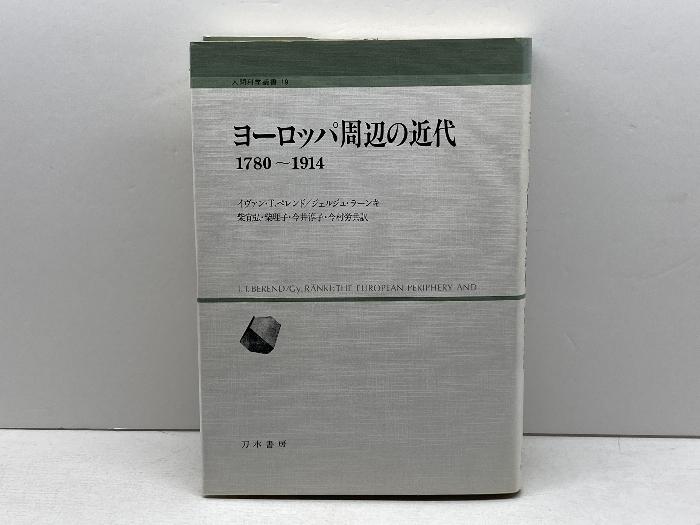 人間科学叢書 19
ヨーロッパ周辺の近代
1780〜1914
イヴァン・T.ベレンド/ジェルジュ・ラーンキ
柴宜弘・柴理子・今井淳子・今村労共訳
I. T. BEREND/Gy. RÁNKI: THE EUROPEAN PERIPHERY AND
刀水書房